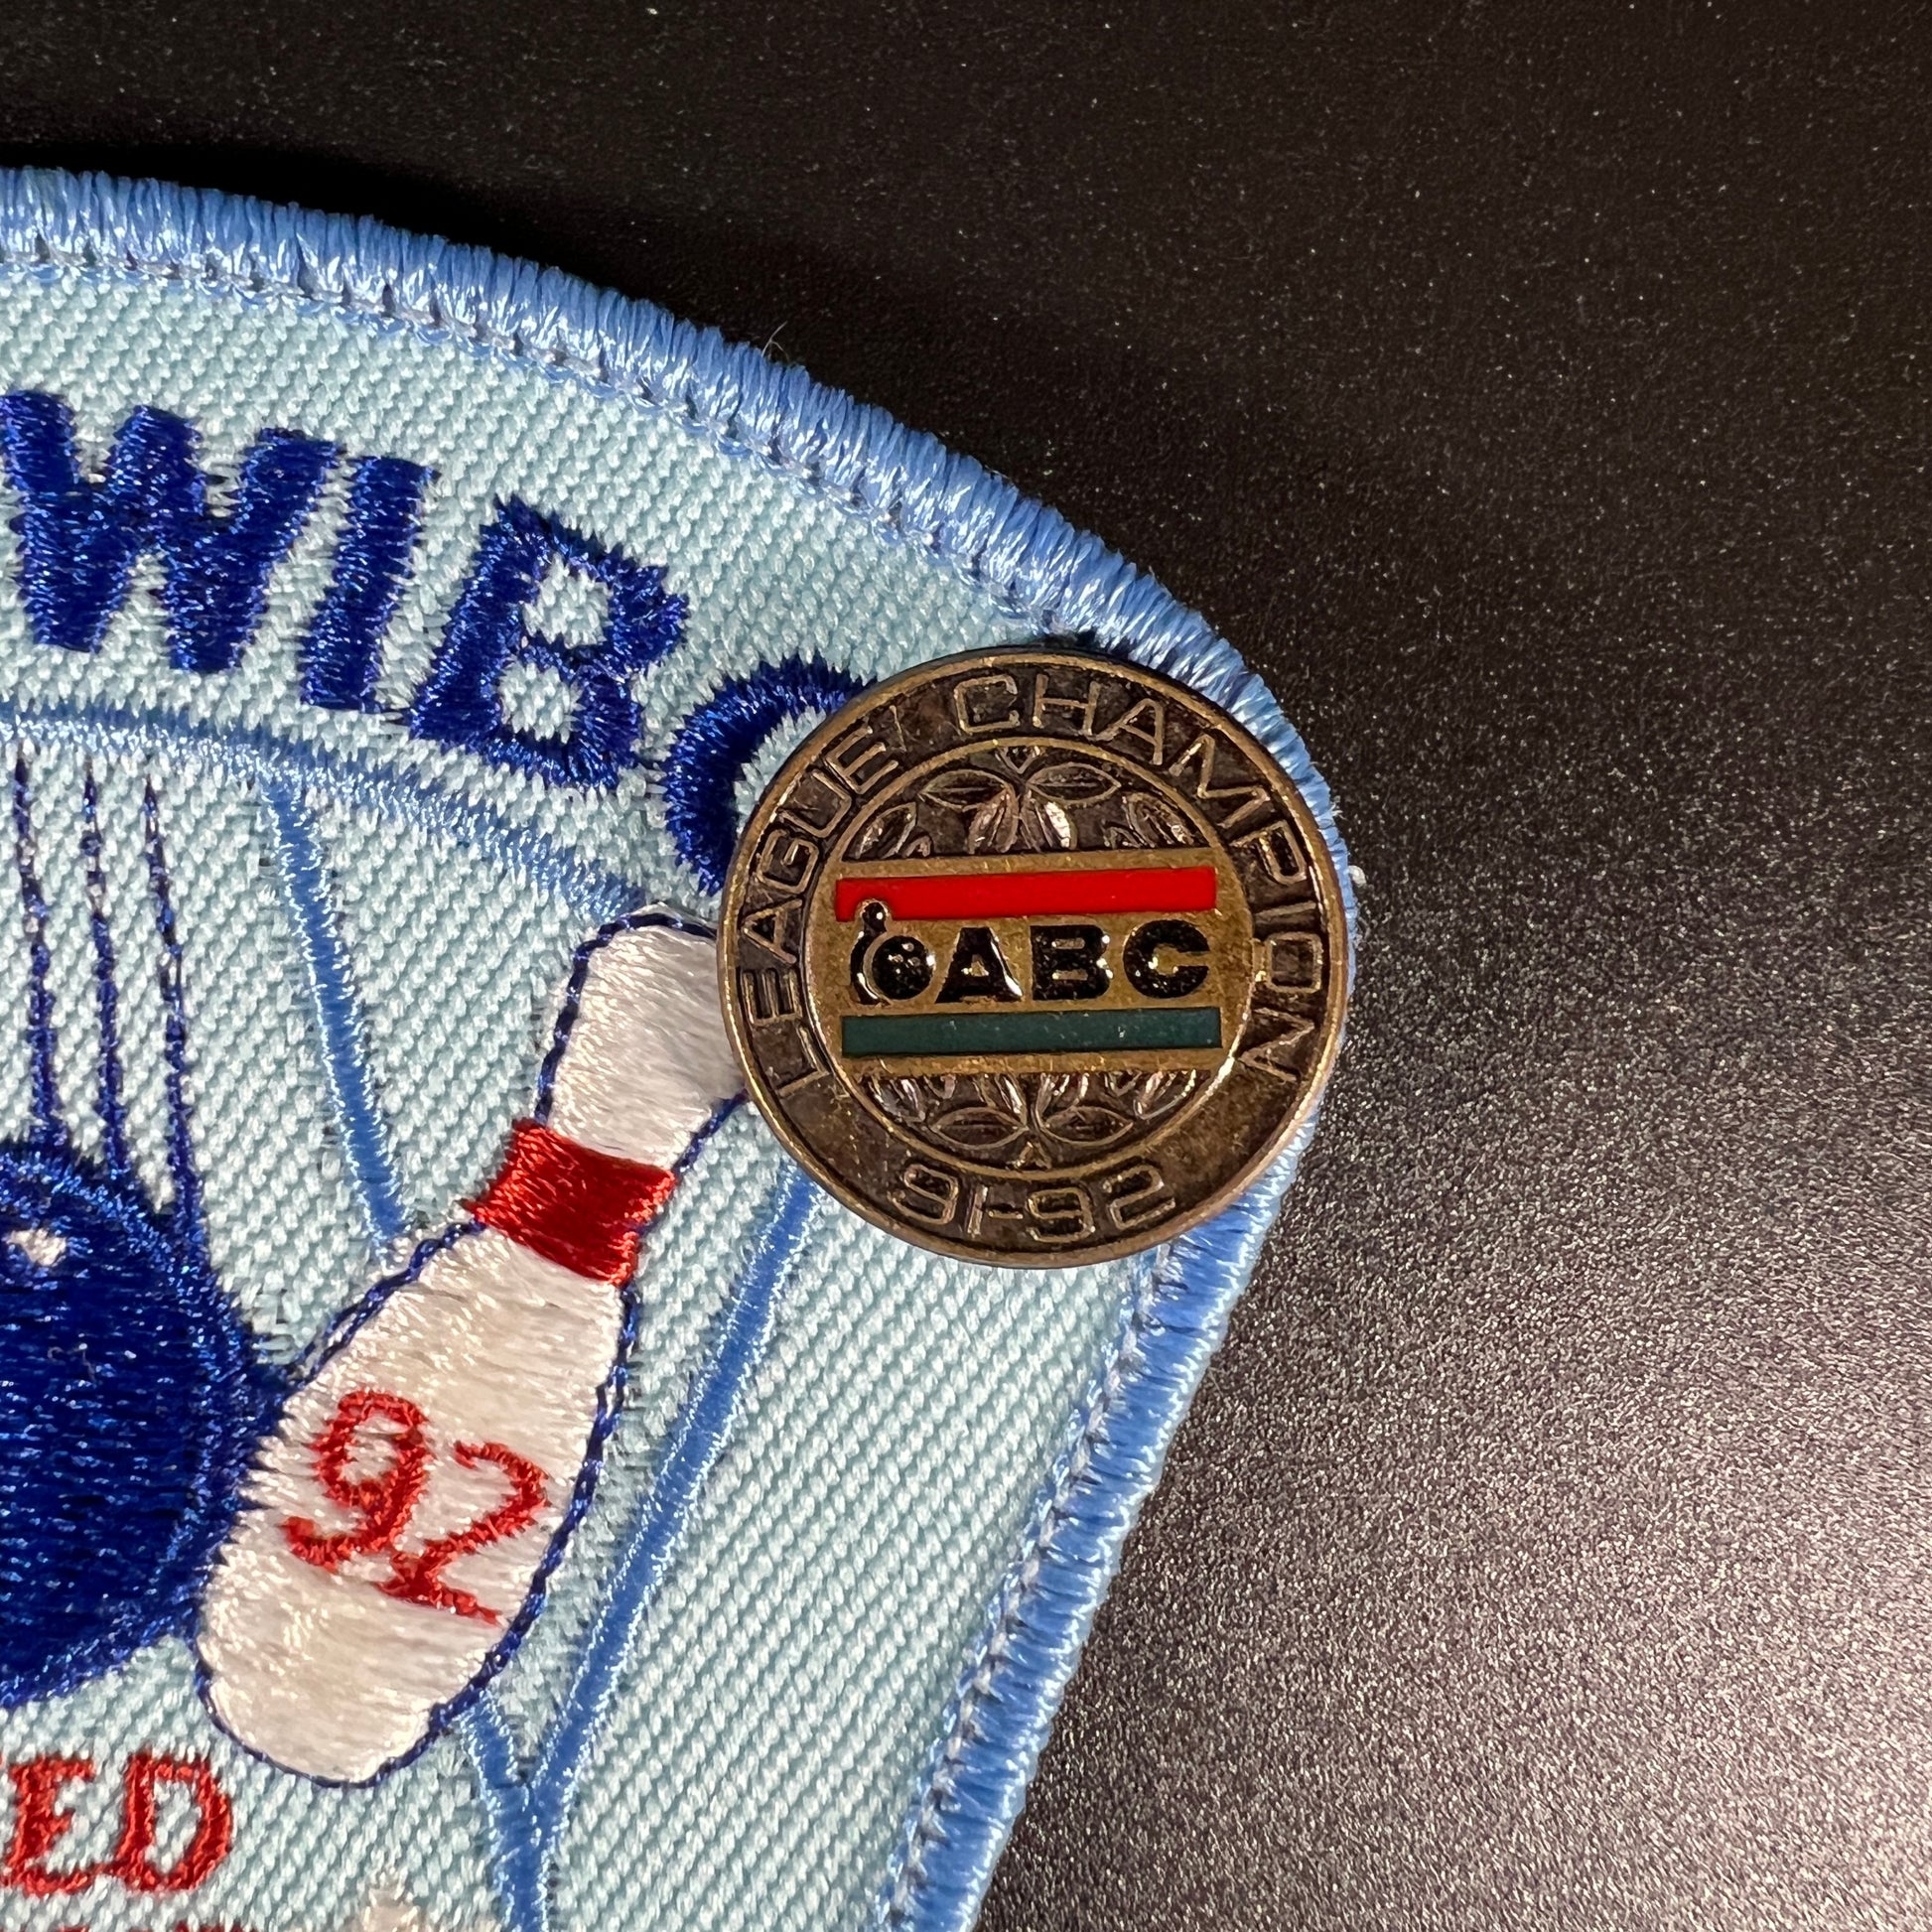 WIBC
LEAGUE CHAMPION
ABC
91-92
92
ED